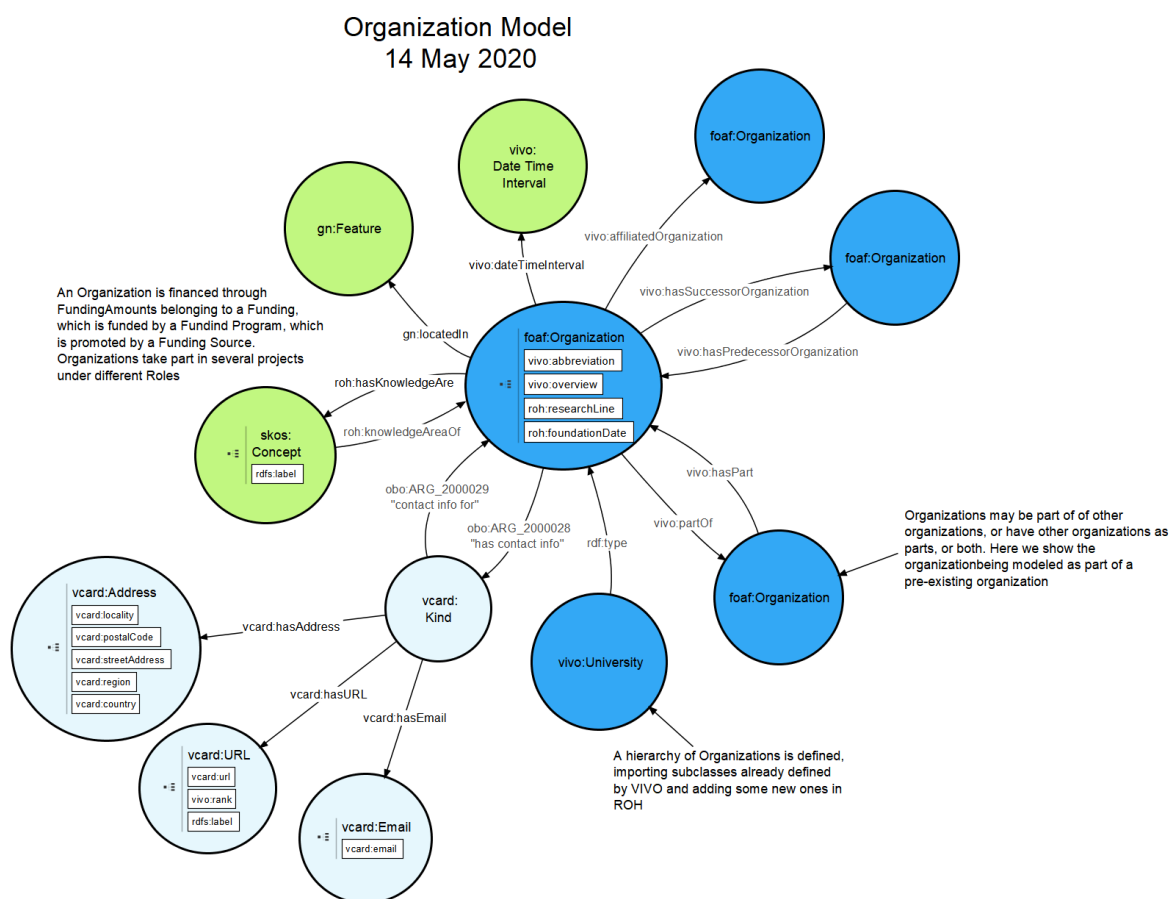 Organization Model
14 May 2020
foaf:Organization
vivo:
Date Time
Interval
gn:Feature
vivo:affiliatedOrganization
foaf:Organization
vivo:dateTimeInterval
vivo:hasSuccessorOrganization
An Organization is financed through
FundingAmounts belonging to a Funding,
which is funded by a Fundind Program, which
is promoted by a Funding Source.
Organizations take part in several projects
under different Roles
gn:locatedIn
foaf:Organization
vivo:abbreviation
vivo:overview
roh:researchLine
roh:foundationDate
vivo:hasPredecessorOrganization
roh:hasKnowledgeAre
roh:knowledgeAreaOf
skos:
Concept
rdfs:label
vivo:hasPart
obo:ARG_2000029
"contact info for"
obo:ARG_2000028
"has contact info"
rdf:type
vivo:partOf
Organizations may be part of of other
organizations, or have other organizations as
parts, or both. Here we show the
organizationbeing modeled as part of a
pre-existing organization
vcard:Address
vcard:locality
vcard:postalCode
vcard:streetAddress
vcard:region
vcard:country
vcard:
Kind
foaf:Organization
vcard:hasAddress
vivo:University
vcard:hasURL
vcard:hasEmail
vcard:URL
vcard:url
vivo:rank
rdfs:label
A hierarchy of Organizations is defined,
importing subclasses already defined
by VIVO and adding some new ones in
ROH
vcard:Email
vcard:email